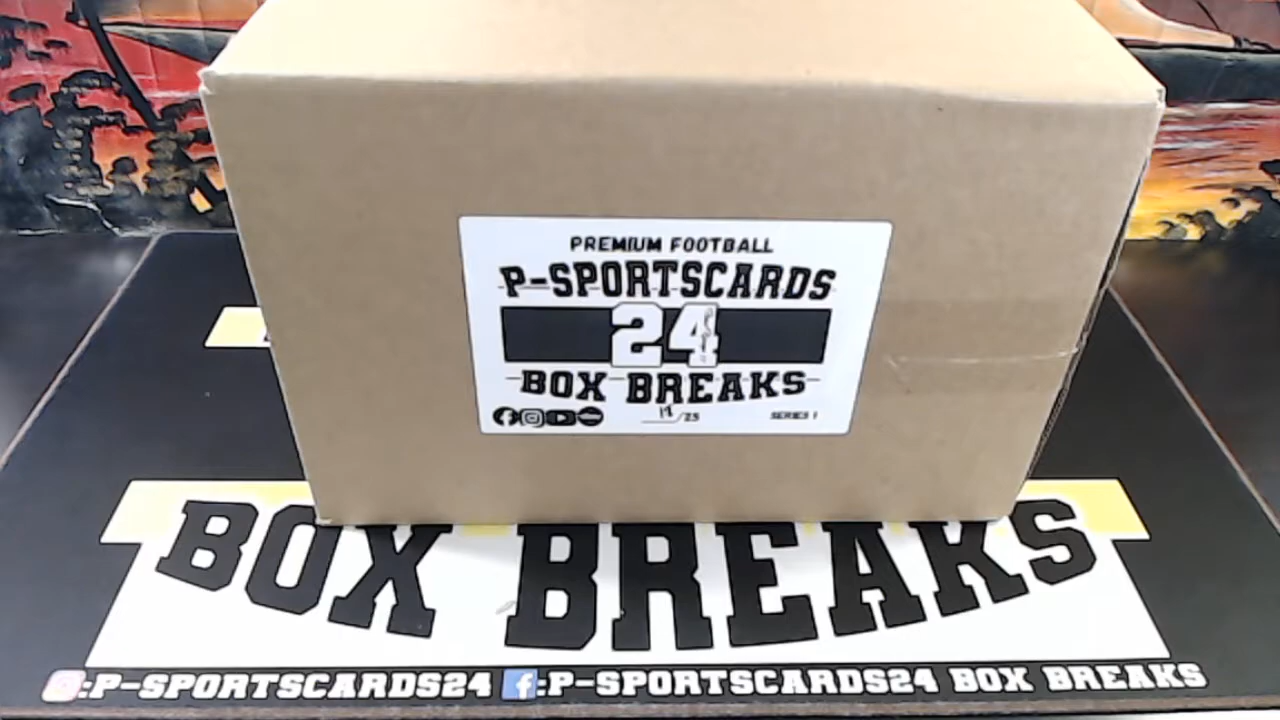 PREMIUM FOOTBALL
P-SPORTSCARDS
24
BOX BREAKS
/25 SERIES 1
BOX BREAKS
:P-SPORTSCARDS24 :P-SPORTSCARDS24 BOX BREAKS